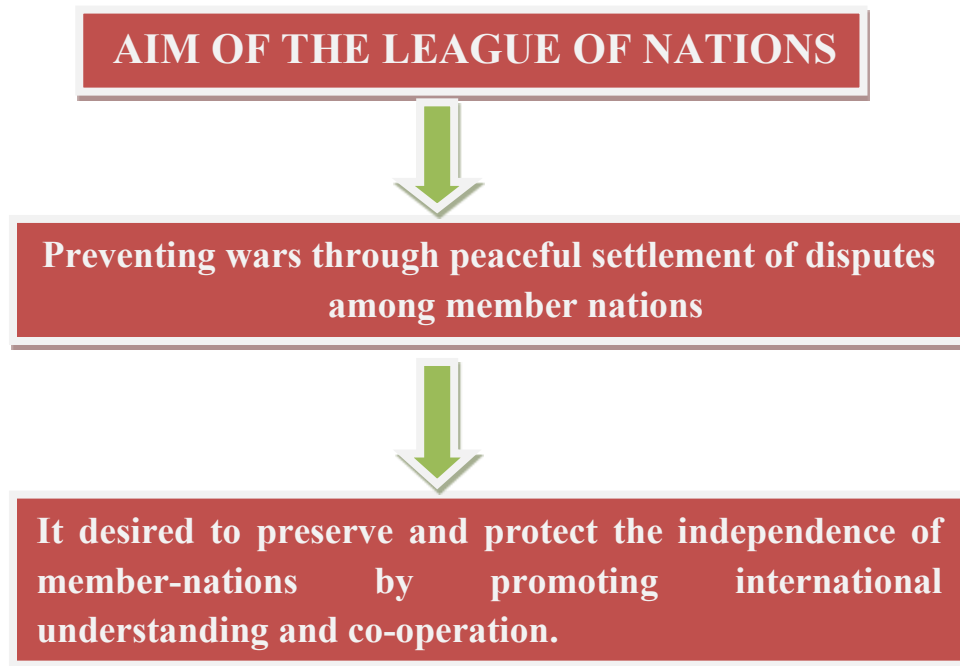 AIM OF THE LEAGUE OF NATIONS
Preventing wars through peaceful settlement of disputes
among member nations
It desired to preserve and protect the independence of
member-nations by promoting international
understanding and co-operation.